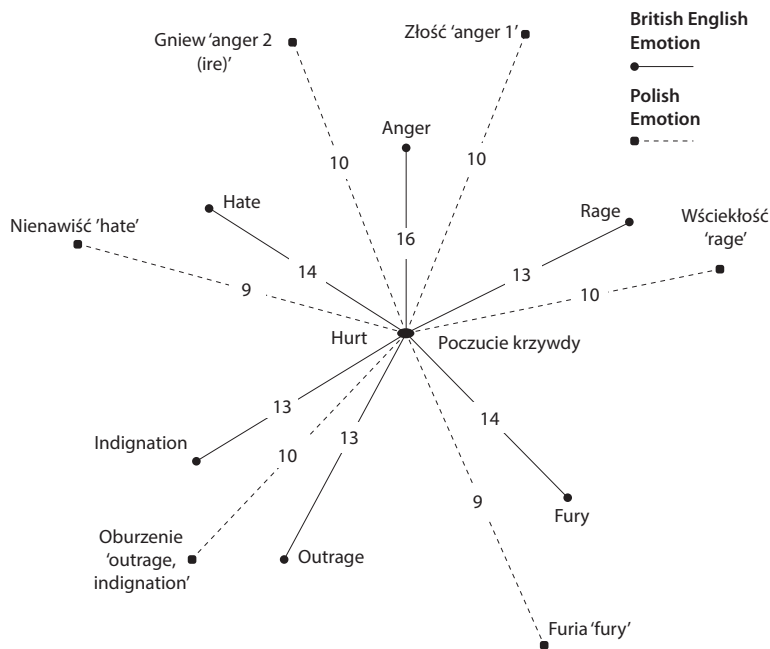 Gniew ‘anger 2
(ire)’
Złość ‘anger 1’
British English
Emotion
Polish
Emotion
Anger
10
10
Hate
Rage
Nienawiść ’hate’
Wściekłość
‘rage’
16
14
13
9
10
Hurt
Poczucie krzywdy
13
14
13
Indignation
10
9
Fury
Oburzenie
‘outrage,
indignation’
Outrage
Furia ‘fury’